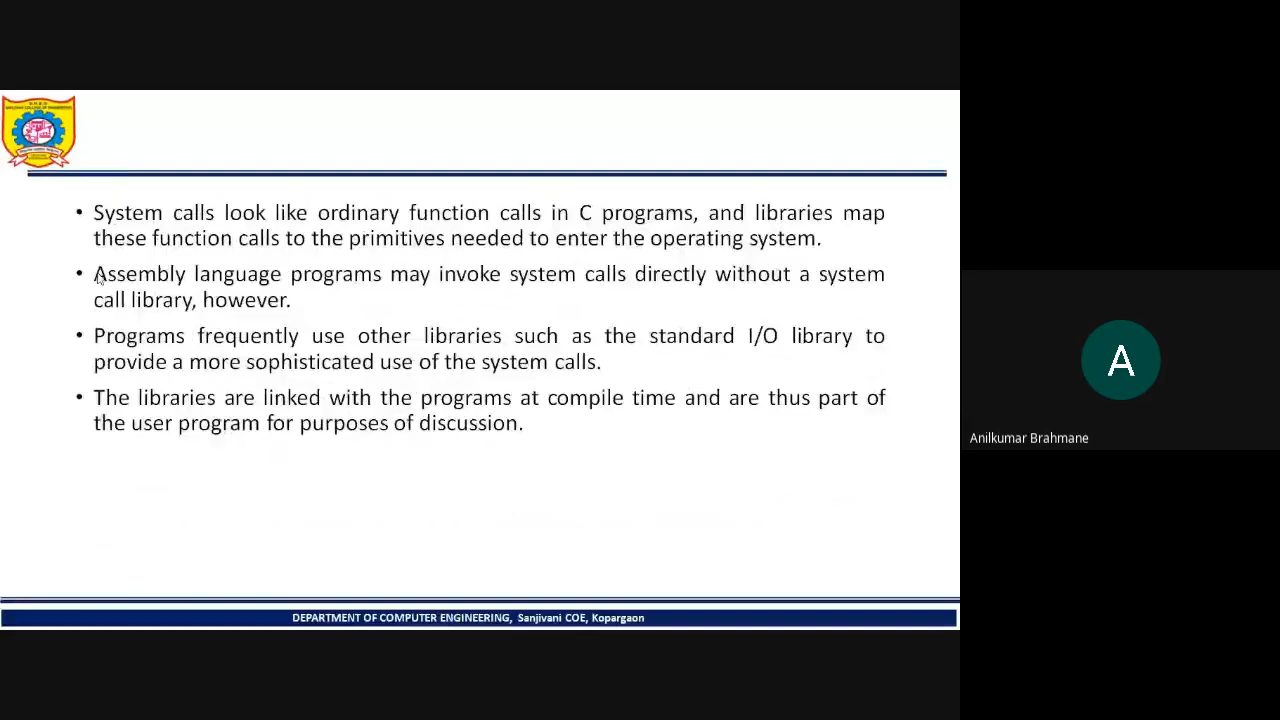 • System calls look like ordinary function calls in C programs, and libraries map
these function calls to the primitives needed to enter the operating system.
• Assembly language programs may invoke system calls directly without a system
call library, however.
• Programs frequently use other libraries such as the standard I/O library to
provide a more sophisticated use of the system calls.
• The libraries are linked with the programs at compile time and are thus part of
the user program for purposes of discussion.
A
Anilkumar Brahmane
DEPARTMENT OF COMPUTER ENGINEERING, Sanjivani COE, Kopargaon